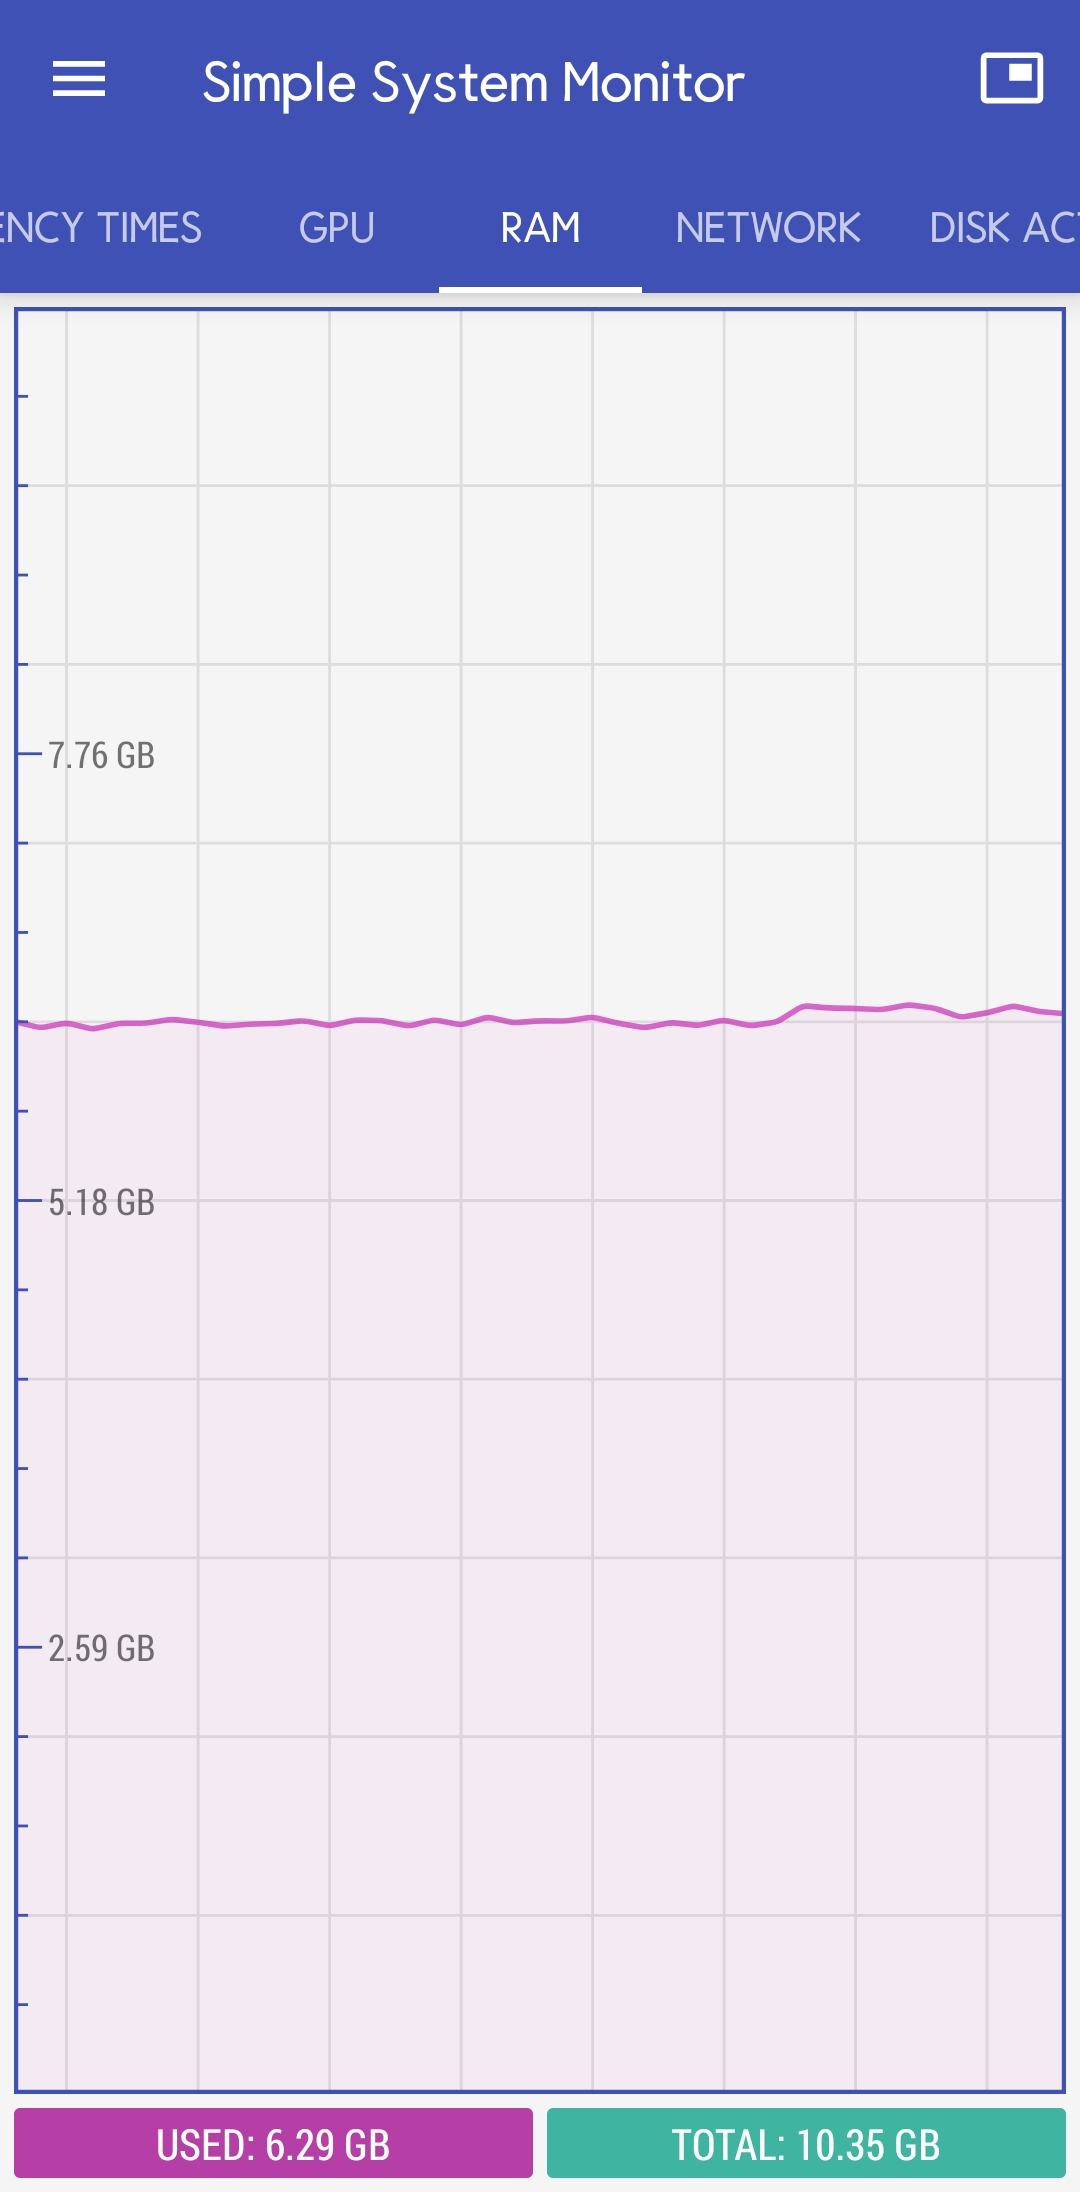 Simple System Monitor
ENCY TIMES GPU RAM NETWORK DISK AC
7.76 GB
5.18 GB
2.59 GB
USED: 6.29 GB TOTAL: 10.35 GB